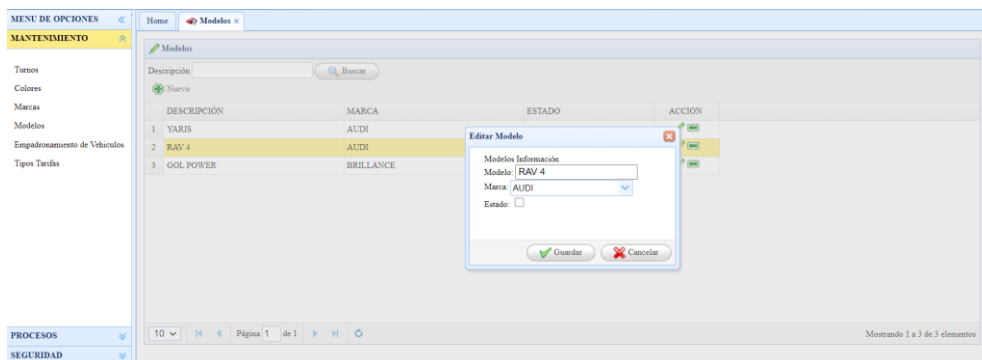 MENU DE OPCIONES
Home Modelos
MANTENIMIENTO
Modelos
Turnos
Descripción Buscar
Colores
Nuevo
Marcas
DESCRIPCIÓN MARCA ESTADO ACCION
Modelos
1 YARIS AUDI
Empadronamiento de Vehiculos
2 RAV 4 AUDI
Tipos Tarifas
3 GOL POWER BRILLANCE
Editar Modelo
Modelos Información
Modelo: RAV 4
Marca: AUDI
Estado:
Guardar Cancelar
PROCESOS
10 Página 1 de 1 Mostrando 1 a 3 de 3 elementos
SEGURIDAD